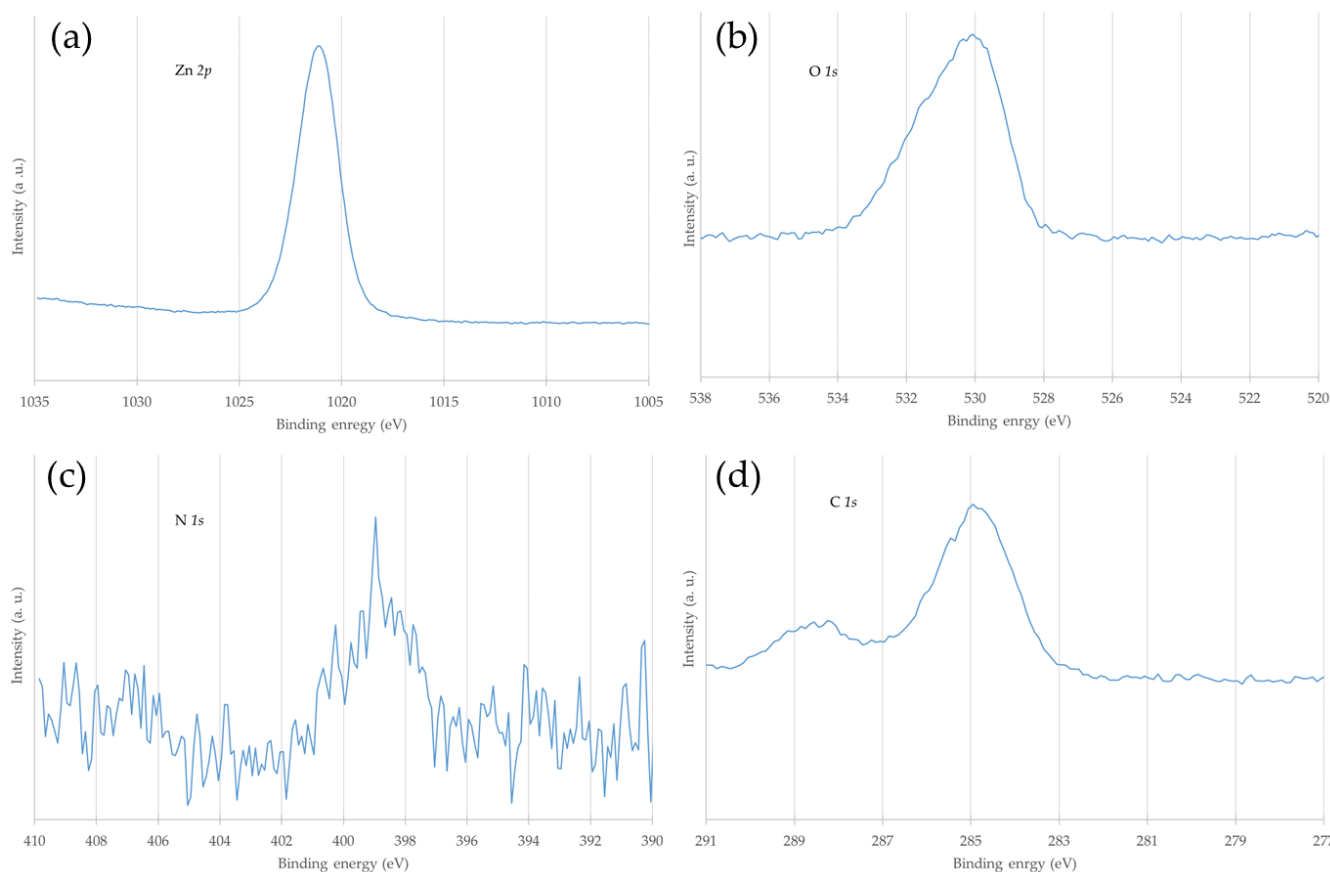 (a)
Zn 2p
Intensity (a .u.)
1035 1030 1025 1020 1015 1010 1005
Binding enregy (eV)
(b)
O 1s
Intensity (a. u.)
538 536 534 532 530 528 526 524 522 520
Binding enrgy (eV)
(c)
N 1s
Intensity (a. u.)
410 408 406 404 402 400 398 396 394 392 390
Binding energy (eV)
(d)
C 1s
Intensity (a. u.)
291 289 287 285 283 281 279 277
Binding enrgy (eV)